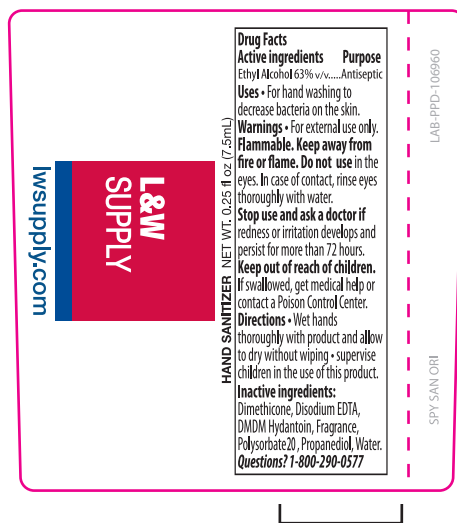 L&W
SUPPLY
lwsupply.com
HAND SANITIZER NET WT. 0.25 fl oz (7.5mL)
Drug Facts
Active ingredients Purpose
Ethyl Alcohol 63% v/v.....Antiseptic
Uses • For hand washing to
decrease bacteria on the skin.
Warnings • For external use only.
Flammable. Keep away from
fire or flame. Do not use in the
eyes. In case of contact, rinse eyes
thoroughly with water.
Stop use and ask a doctor if
redness or irritation develops and
persist for more than 72 hours.
Keep out of reach of children.
If swallowed, get medical help or
contact a Poison Control Center.
Directions • Wet hands
thoroughly with product and allow
to dry without wiping • supervise
children in the use of this product.
Inactive ingredients:
Dimethicone, Disodium EDTA,
DMDM Hydantoin, Fragrance,
Polysorbate20, Propanediol, Water.
Questions? 1-800-290-0577
LAB-PPD-106960
SPY SAN ORI